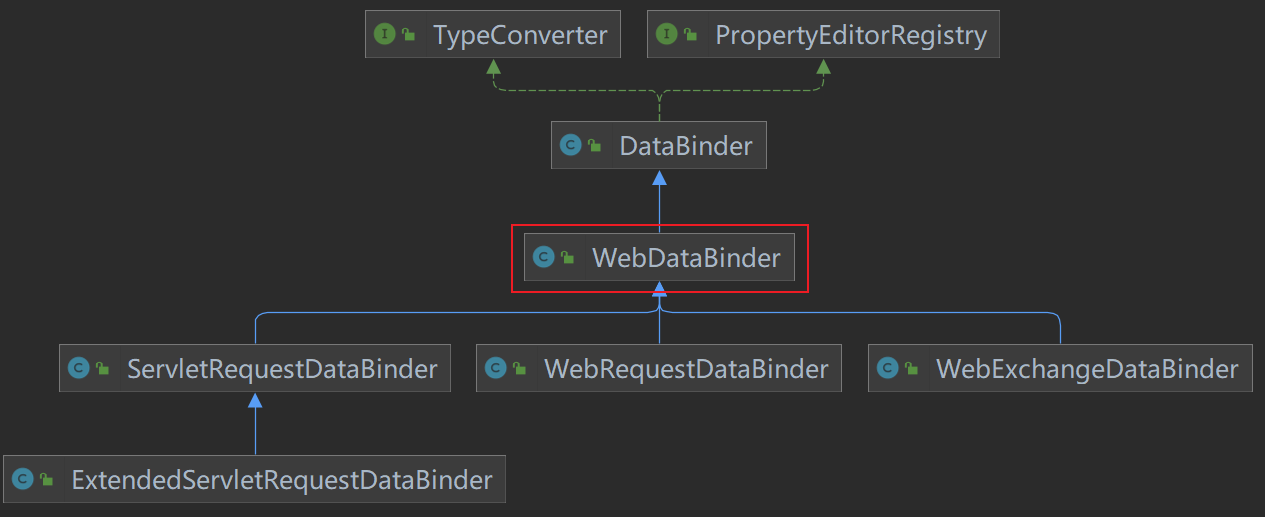 TypeConverter
PropertyEditorRegistry
DataBinder
WebDataBinder
ServletRequestDataBinder
WebRequestDataBinder
WebExchangeDataBinder
ExtendedServletRequestDataBinder